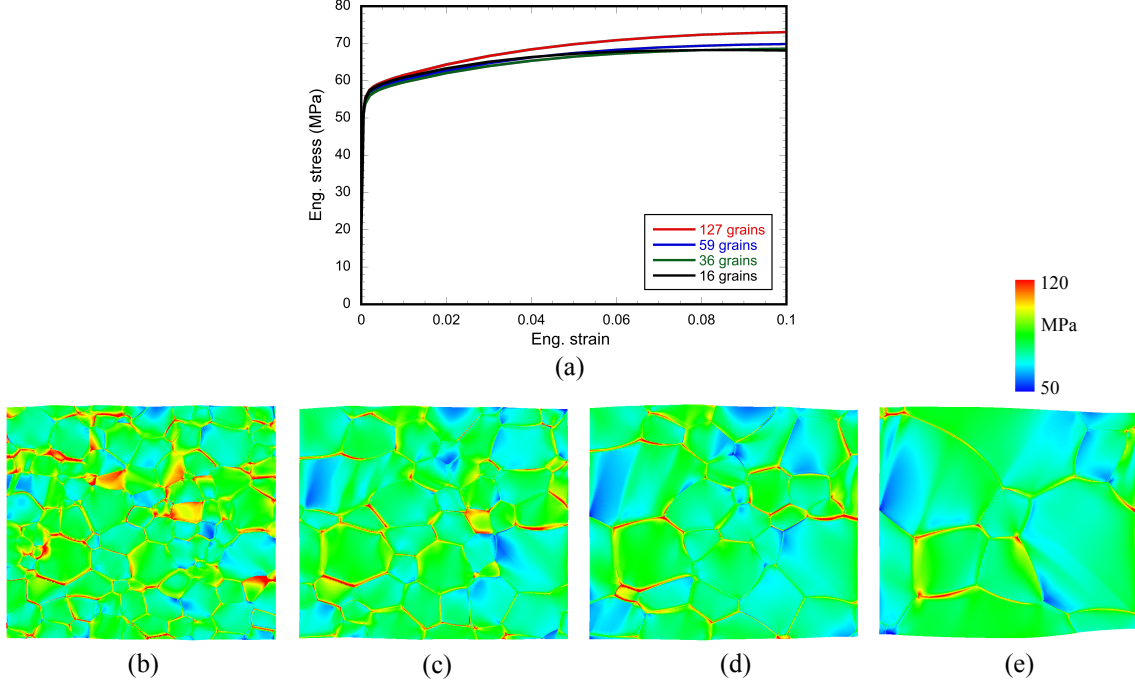 80
70
60
50
40
30
20
10
0
Eng. stress (MPa)
127 grains
59 grains
36 grains
16 grains
0 0.02 0.04 0.06 0.08 0.1
Eng. strain
(a)
120
MPa
50
(b) (c) (d) (e)